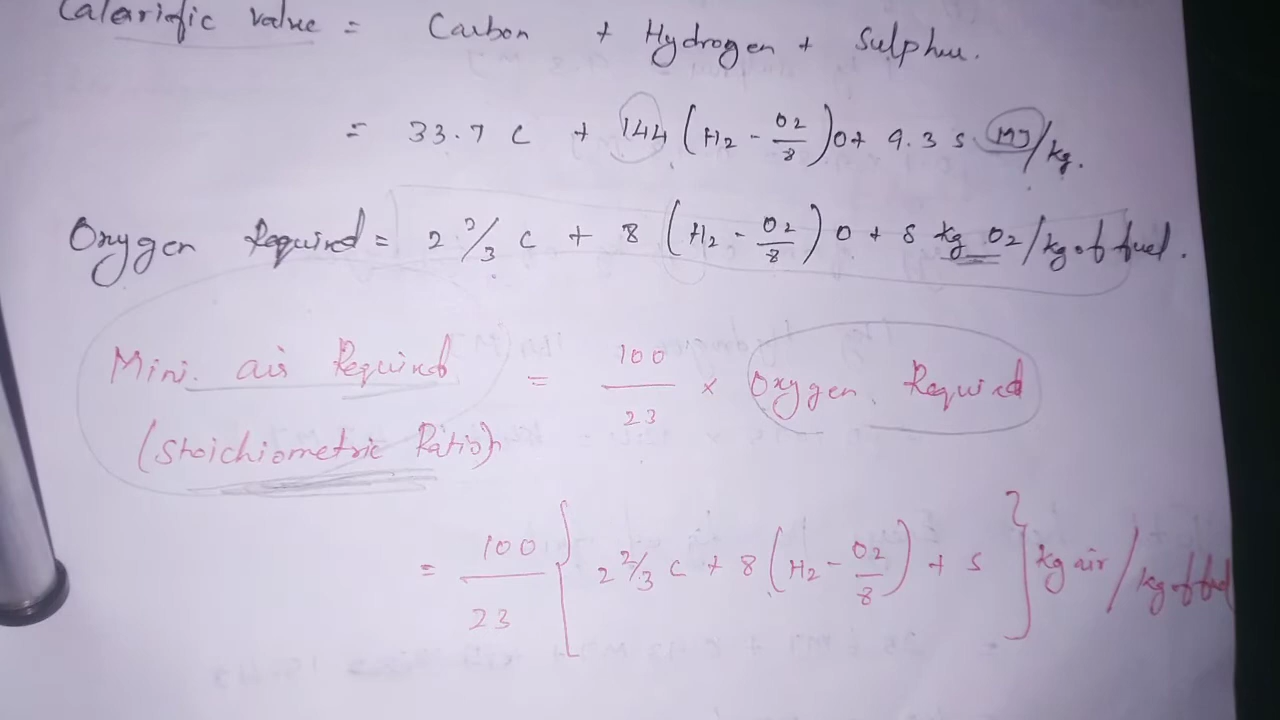 Calorific value = Carbon + Hydrogen + Sulphur.
= 33.7 C + 144 (H2 - O2/8) O + 9.3 S MJ/kg.
Oxygen Required = 2 2/3 C + 8 (H2 - O2/8) O + S kg O2/kg of fuel.
Mini. air Required = 100/23 × Oxygen Required
(Stoichiometric Ratio)
= 100/23 { 2 2/3 C + 8 (H2 - O2/8) + S } kg air/kg of fuel